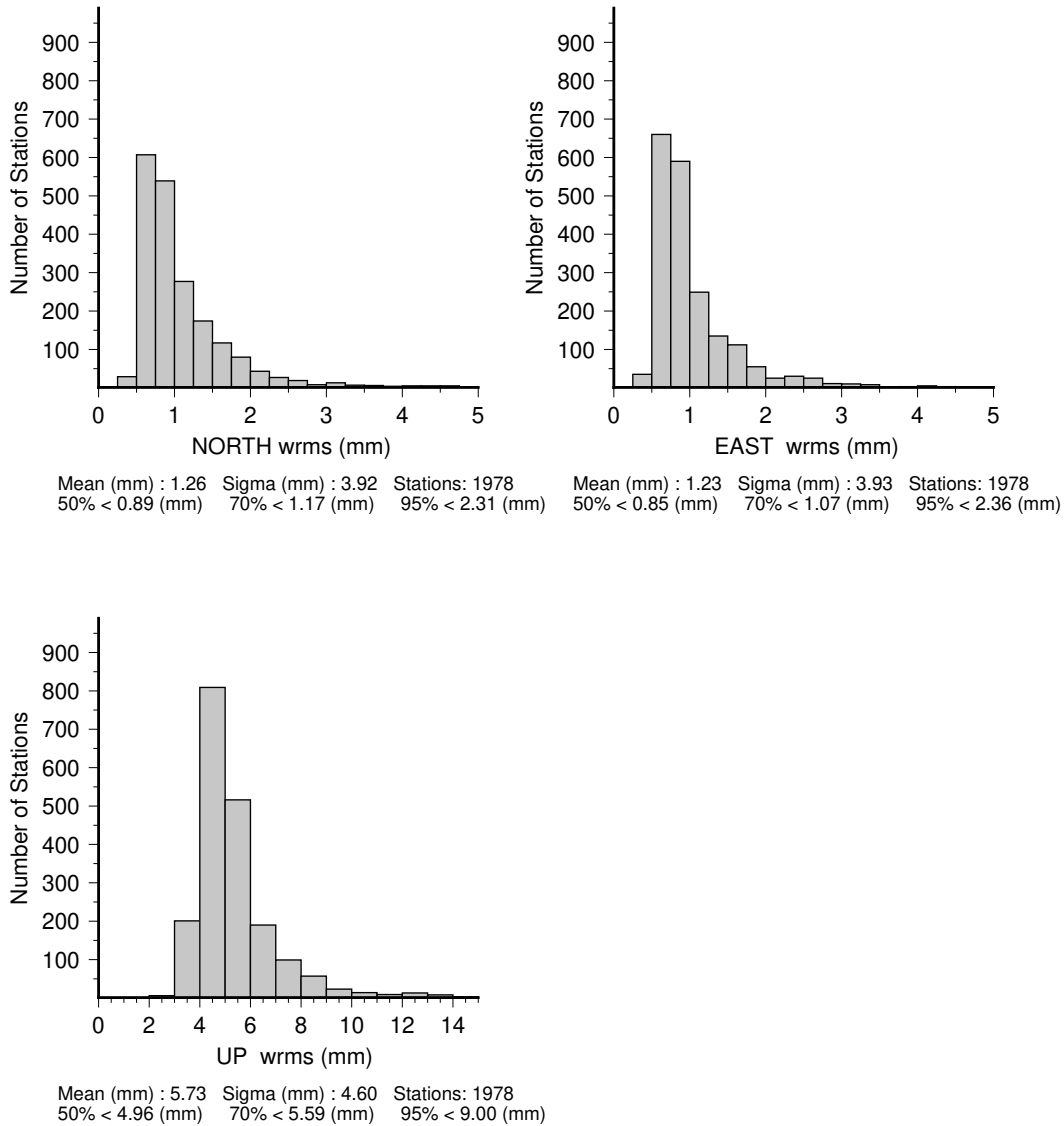 900
800
700
600
500
400
300
200
100
Number of Stations
0 1 2 3 4 5
NORTH wrms (mm)
Mean (mm) : 1.26 Sigma (mm) : 3.92 Stations: 1978
50% < 0.89 (mm) 70% < 1.17 (mm) 95% < 2.31 (mm)
900
800
700
600
500
400
300
200
100
Number of Stations
0 1 2 3 4 5
EAST wrms (mm)
Mean (mm) : 1.23 Sigma (mm) : 3.93 Stations: 1978
50% < 0.85 (mm) 70% < 1.07 (mm) 95% < 2.36 (mm)
900
800
700
600
500
400
300
200
100
Number of Stations
0 2 4 6 8 10 12 14
UP wrms (mm)
Mean (mm) : 5.73 Sigma (mm) : 4.60 Stations: 1978
50% < 4.96 (mm) 70% < 5.59 (mm) 95% < 9.00 (mm)